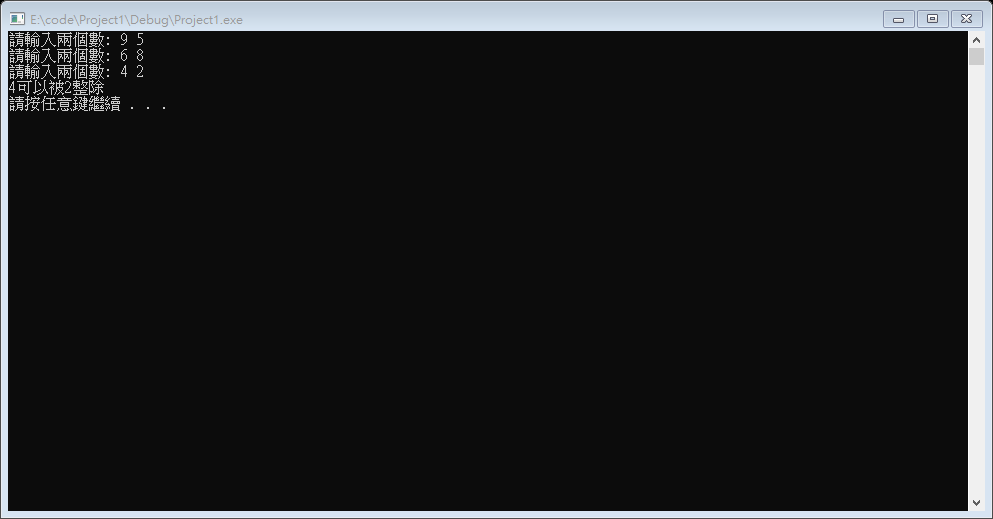 E:\code\Project1\Debug\Project1.exe
請輸入兩個數: 9 5
請輸入兩個數: 6 8
請輸入兩個數: 4 2
4可以被2整除
請按任意鍵繼續 . . .